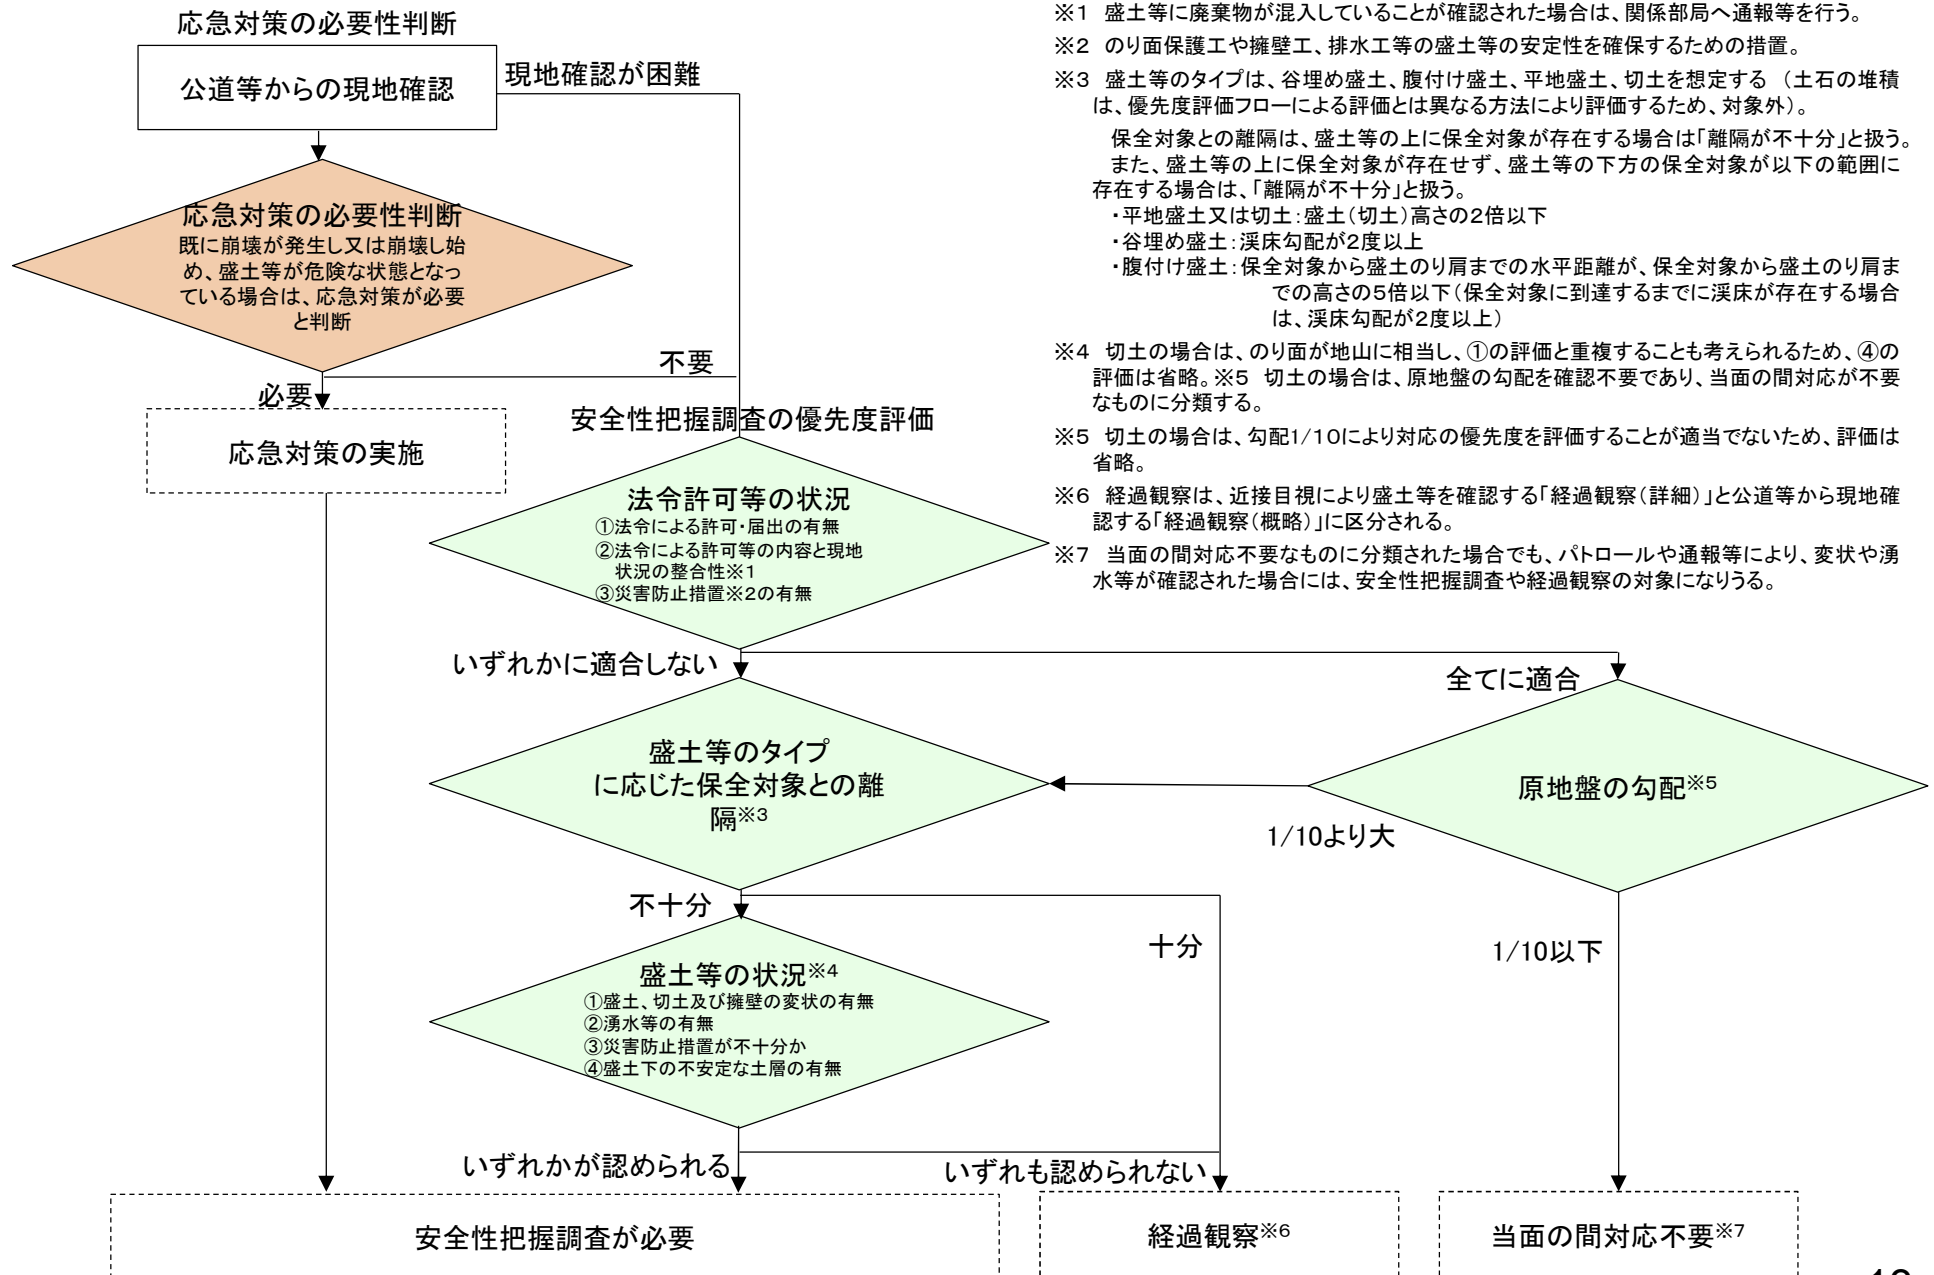 応急対策の必要性判断
公道等からの現地確認
現地確認が困難
応急対策の必要性判断
既に崩壊が発生し又は崩壊し始
め、盛土等が危険な状態となっ
ている場合は、応急対策が必要
と判断
不要
必要
応急対策の実施
安全性把握調査の優先度評価
法令許可等の状況
①法令による許可・届出の有無
②法令による許可等の内容と現地
状況の整合性※1
③災害防止措置※2の有無
いずれかに適合しない
全てに適合
盛土等のタイプ
に応じた保全対象との離
隔※3
原地盤の勾配※5
1/10より大
不十分
十分
1/10以下
盛土等の状況※4
①盛土、切土及び擁壁の変状の有無
②湧水等の有無
③災害防止措置が不十分か
④盛土下の不安定な土層の有無
いずれかが認められる
いずれも認められない
安全性把握調査が必要
経過観察※6
当面の間対応不要※7
※1 盛土等に廃棄物が混入していることが確認された場合は、関係部局へ通報等を行う。
※2 のり面保護工や擁壁工、排水工等の盛土等の安定性を確保するための措置。
※3 盛土等のタイプは、谷埋め盛土、腹付け盛土、平地盛土、切土を想定する （土石の堆積
は、優先度評価フローによる評価とは異なる方法により評価するため、対象外）。
保全対象との離隔は、盛土等の上に保全対象が存在する場合は「離隔が不十分」と扱う。
また、盛土等の上に保全対象が存在せず、盛土等の下方の保全対象が以下の範囲に
存在する場合は、「離隔が不十分」と扱う。
・平地盛土又は切土：盛土（切土）高さの2倍以下
・谷埋め盛土：渓床勾配が2度以上
・腹付け盛土：保全対象から盛土のり肩までの水平距離が、保全対象から盛土のり肩ま
での高さの5倍以下（保全対象に到達するまでに渓床が存在する場合
は、渓床勾配が2度以上）
※4 切土の場合は、のり面が地山に相当し、①の評価と重複することも考えられるため、④の
評価は省略。※5 切土の場合は、原地盤の勾配を確認不要であり、当面の間対応が不要
なものに分類する。
※5 切土の場合は、勾配1/10により対応の優先度を評価することが適当でないため、評価は
省略。
※6 経過観察は、近接目視により盛土等を確認する「経過観察（詳細）」と公道等から現地確
認する「経過観察（概略）」に区分される。
※7 当面の間対応不要なものに分類された場合でも、パトロールや通報等により、変状や湧
水等が確認された場合には、安全性把握調査や経過観察の対象になりうる。